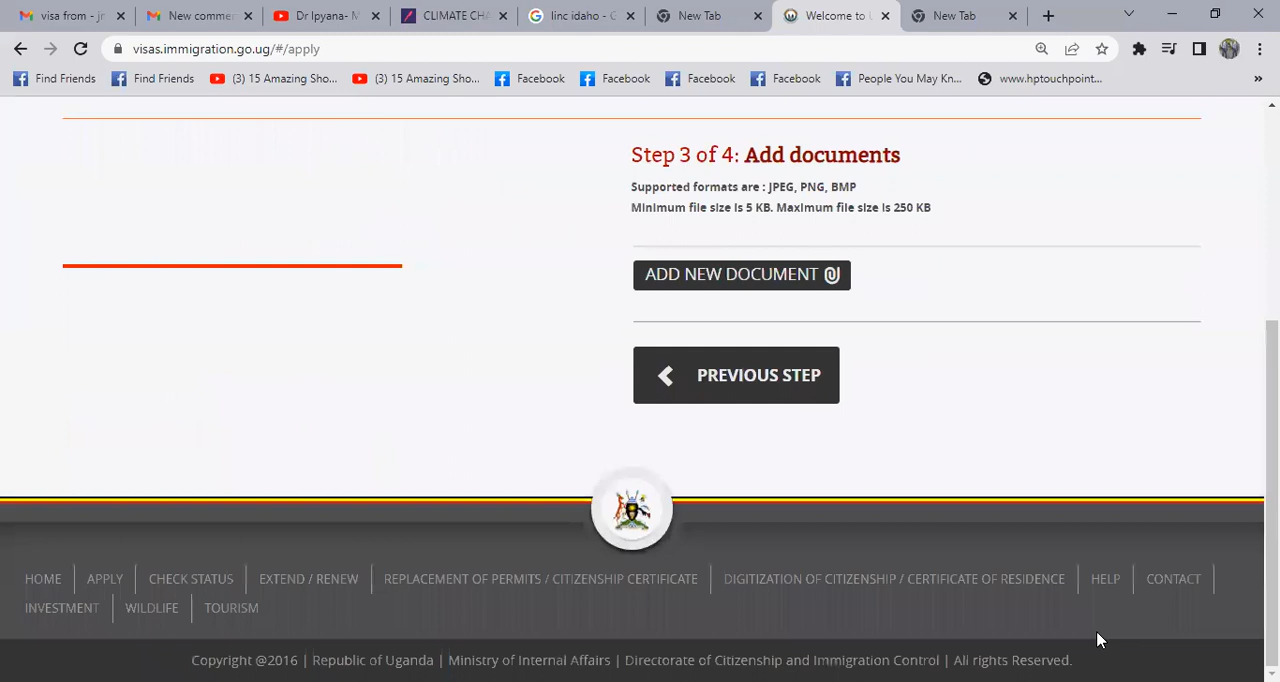 visa from - jr
New comme
Dr Ipyana- M
CLIMATE CHA
linc idaho - G
New Tab
Welcome to U
New Tab
visas.immigration.go.ug/#/apply
Find Friends
Find Friends
(3) 15 Amazing Sho...
(3) 15 Amazing Sho...
Facebook
Facebook
Facebook
Facebook
People You May Kn...
www.hptouchpoint...
Step 3 of 4: Add documents
Supported formats are : JPEG, PNG, BMP
Minimum file size is 5 KB. Maximum file size is 250 KB
ADD NEW DOCUMENT
PREVIOUS STEP
HOME APPLY CHECK STATUS EXTEND / RENEW REPLACEMENT OF PERMITS / CITIZENSHIP CERTIFICATE DIGITIZATION OF CITIZENSHIP / CERTIFICATE OF RESIDENCE HELP CONTACT
INVESTMENT WILDLIFE TOURISM
Copyright @2016 | Republic of Uganda | Ministry of Internal Affairs | Directorate of Citizenship and Immigration Control | All rights Reserved.